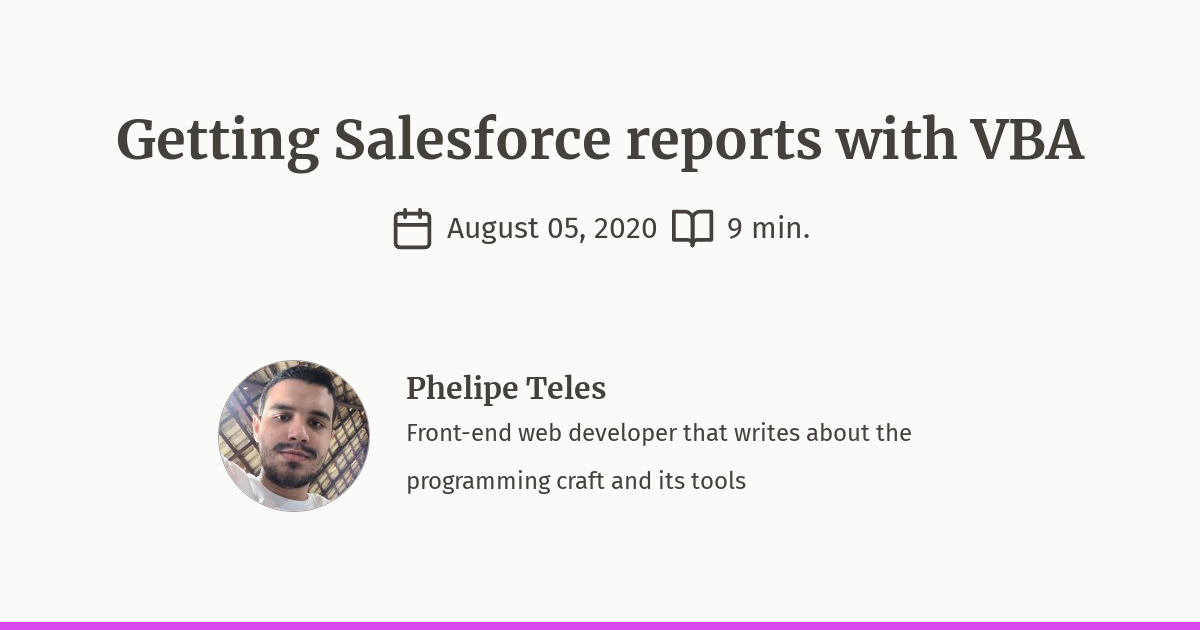 Getting Salesforce reports with VBA
August 05, 2020 9 min.
Phelipe Teles
Front-end web developer that writes about the
programming craft and its tools